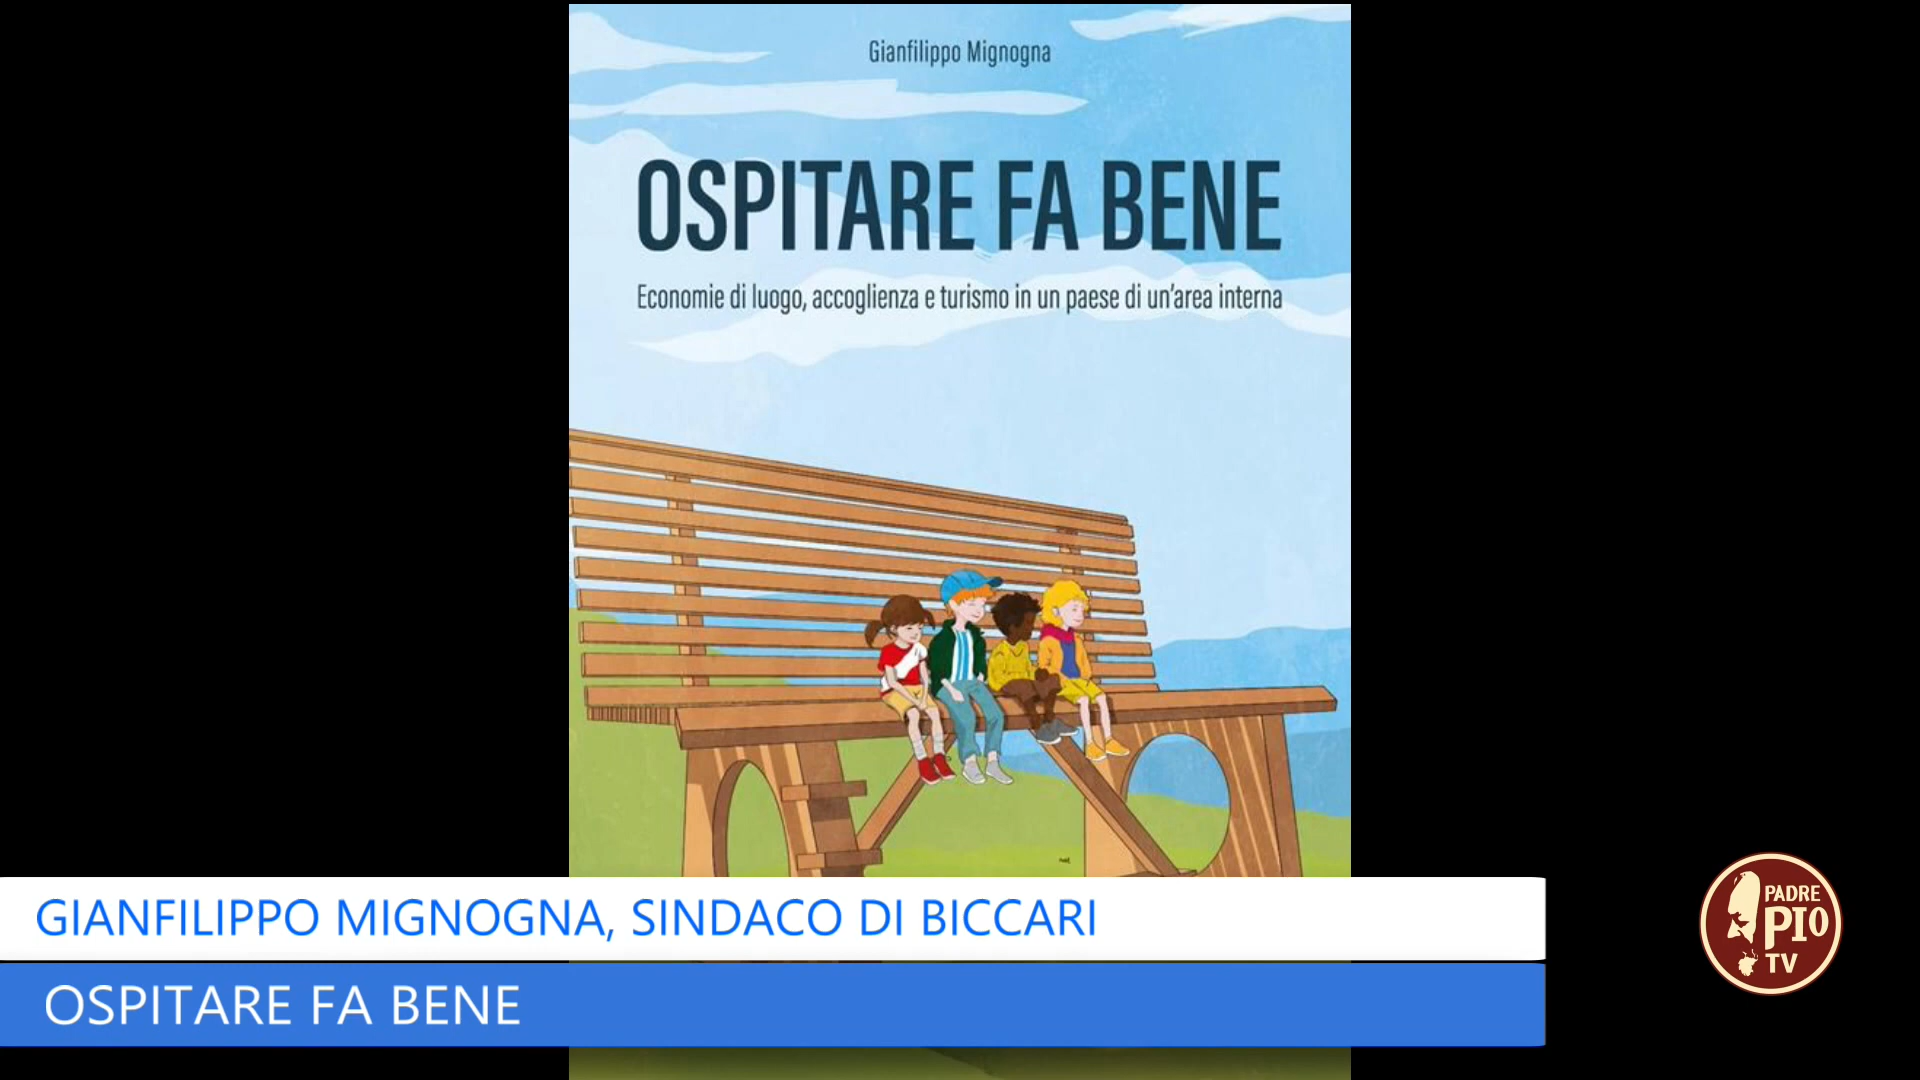 Gianfilippo Mignogna
OSPITARE FA BENE
Economie di luogo, accoglienza e turismo in un paese di un'area interna
GIANFILIPPO MIGNOGNA, SINDACO DI BICCARI
OSPITARE FA BENE
PADRE
PIO
TV